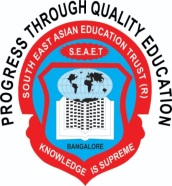 PROGRESS THROUGH QUALITY EDUCATION
SOUTH EAST ASIAN EDUCATION TRUST (R)
S.E.A.E.T
BANGALORE
KNOWLEDGE IS SUPREME